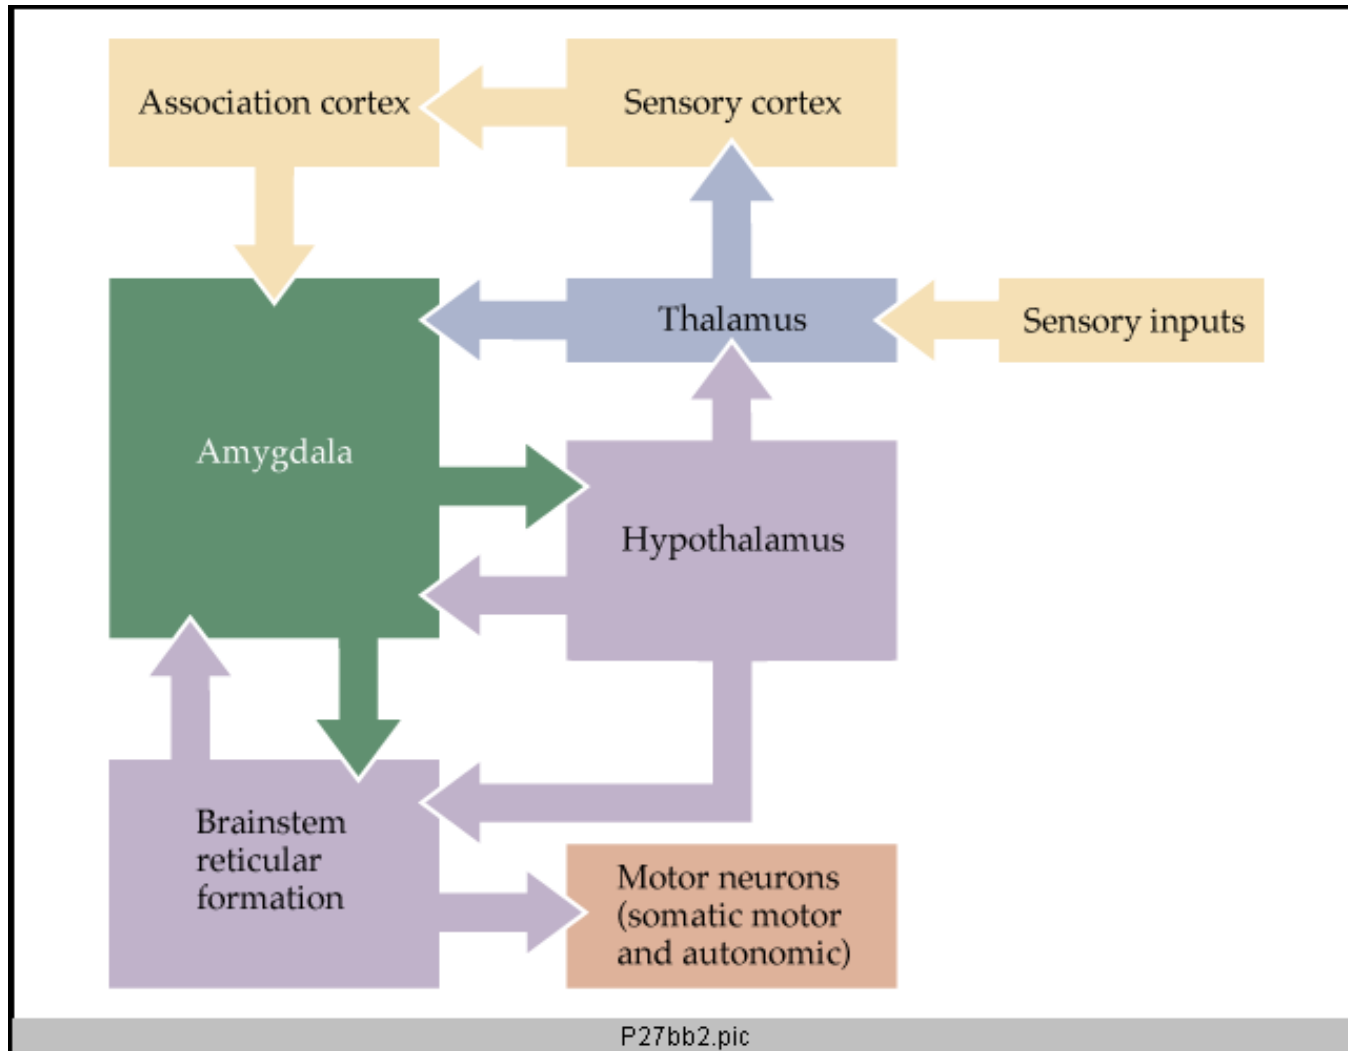 Association cortex
Sensory cortex
Thalamus
Sensory inputs
Amygdala
Hypothalamus
Brainstem
reticular
formation
Motor neurons
(somatic motor
and autonomic)
P27bb2.pic